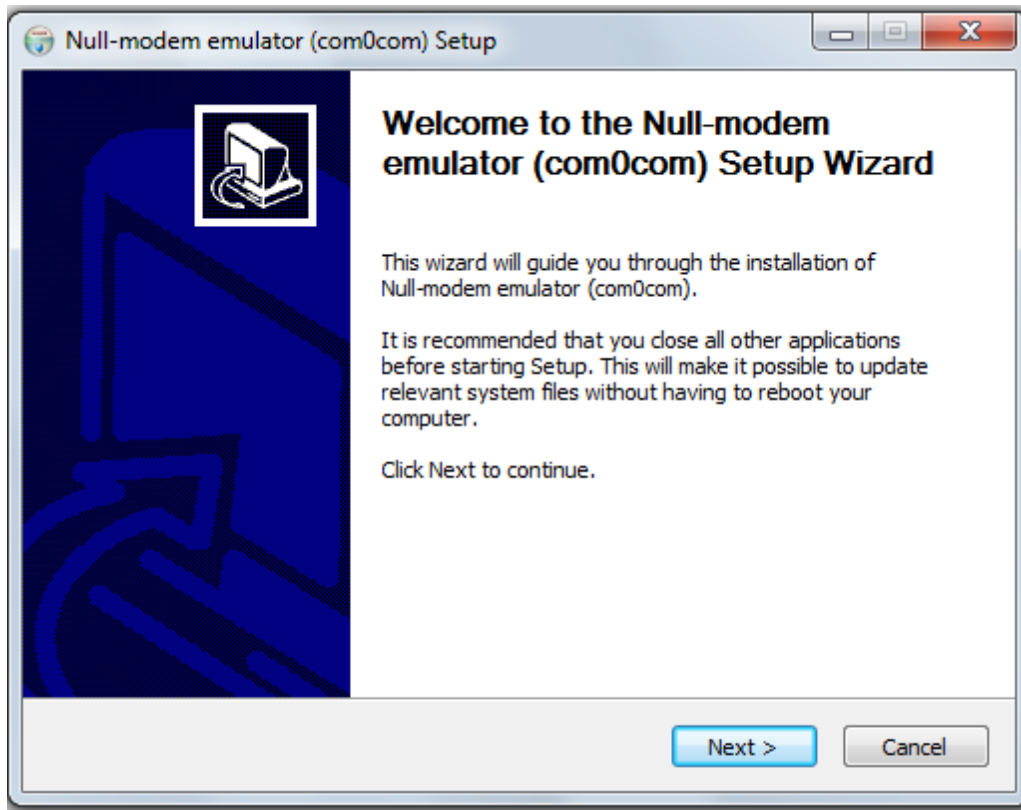 Null-modem emulator (com0com) Setup
Welcome to the Null-modem
emulator (com0com) Setup Wizard
This wizard will guide you through the installation of
Null-modem emulator (com0com).
It is recommended that you close all other applications
before starting Setup. This will make it possible to update
relevant system files without having to reboot your
computer.
Click Next to continue.
Next >
Cancel